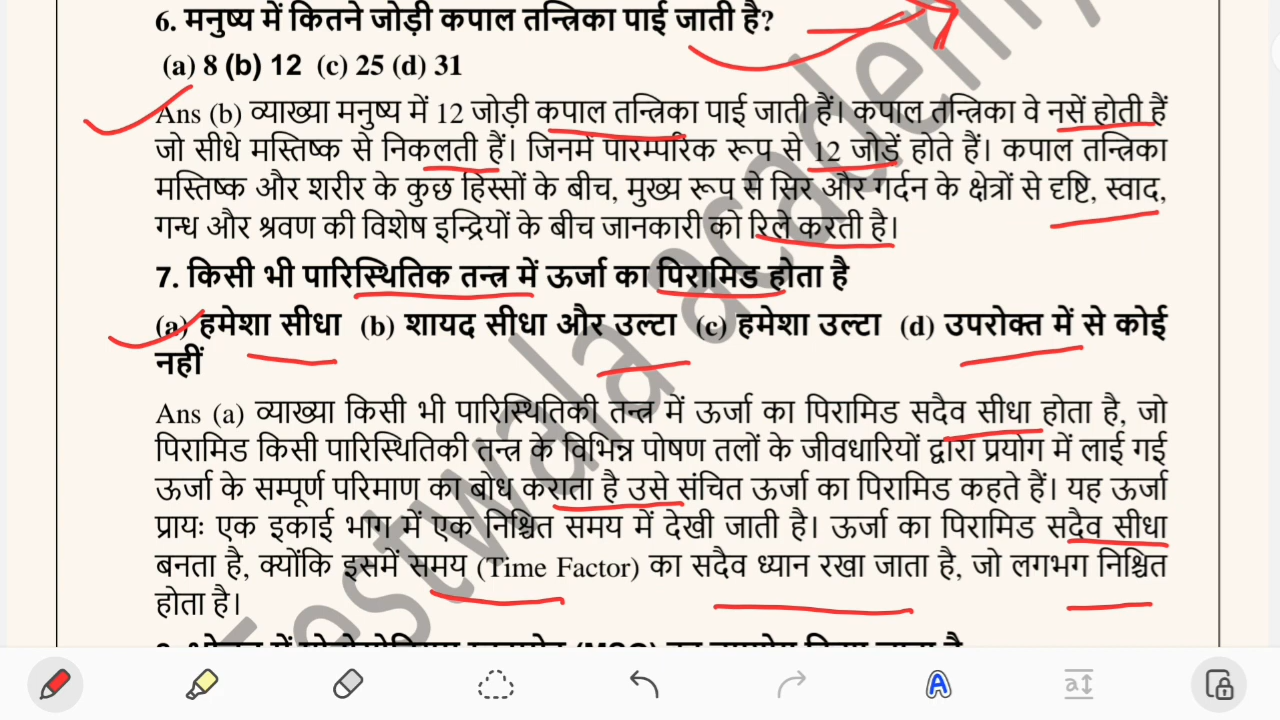 6. मनुष्य में कितने जोड़ी कपाल तन्त्रिका पाई जाती है?
(a) 8 (b) 12 (c) 25 (d) 31
Ans (b) व्याख्या मनुष्य में 12 जोड़ी कपाल तन्त्रिका पाई जाती हैं। कपाल तन्त्रिका वे नसें होती हैं
जो सीधे मस्तिष्क से निकलती हैं। जिनमें पारम्परिक रूप से 12 जोड़ें होते हैं। कपाल तन्त्रिका
मस्तिष्क और शरीर के कुछ हिस्सों के बीच, मुख्य रूप से सिर और गर्दन के क्षेत्रों से दृष्टि, स्वाद,
गन्ध और श्रवण की विशेष इन्द्रियों के बीच जानकारी को रिले करती है।
7. किसी भी पारिस्थितिक तन्त्र में ऊर्जा का पिरामिड होता है
(a) हमेशा सीधा (b) शायद सीधा और उल्टा (c) हमेशा उल्टा (d) उपरोक्त में से कोई
नहीं
Ans (a) व्याख्या किसी भी पारिस्थितिकी तन्त्र में ऊर्जा का पिरामिड सदैव सीधा होता है, जो
पिरामिड किसी पारिस्थितिकी तन्त्र के विभिन्न पोषण तलों के जीवधारियों द्वारा प्रयोग में लाई गई
ऊर्जा के सम्पूर्ण परिमाण का बोध कराता है उसे संचित ऊर्जा का पिरामिड कहते हैं। यह ऊर्जा
प्रायः एक इकाई भाग में एक निश्चित समय में देखी जाती है। ऊर्जा का पिरामिड सदैव सीधा
बनता है, क्योंकि इसमें समय (Time Factor) का सदैव ध्यान रखा जाता है, जो लगभग निश्चित
होता है।
Testwala academy